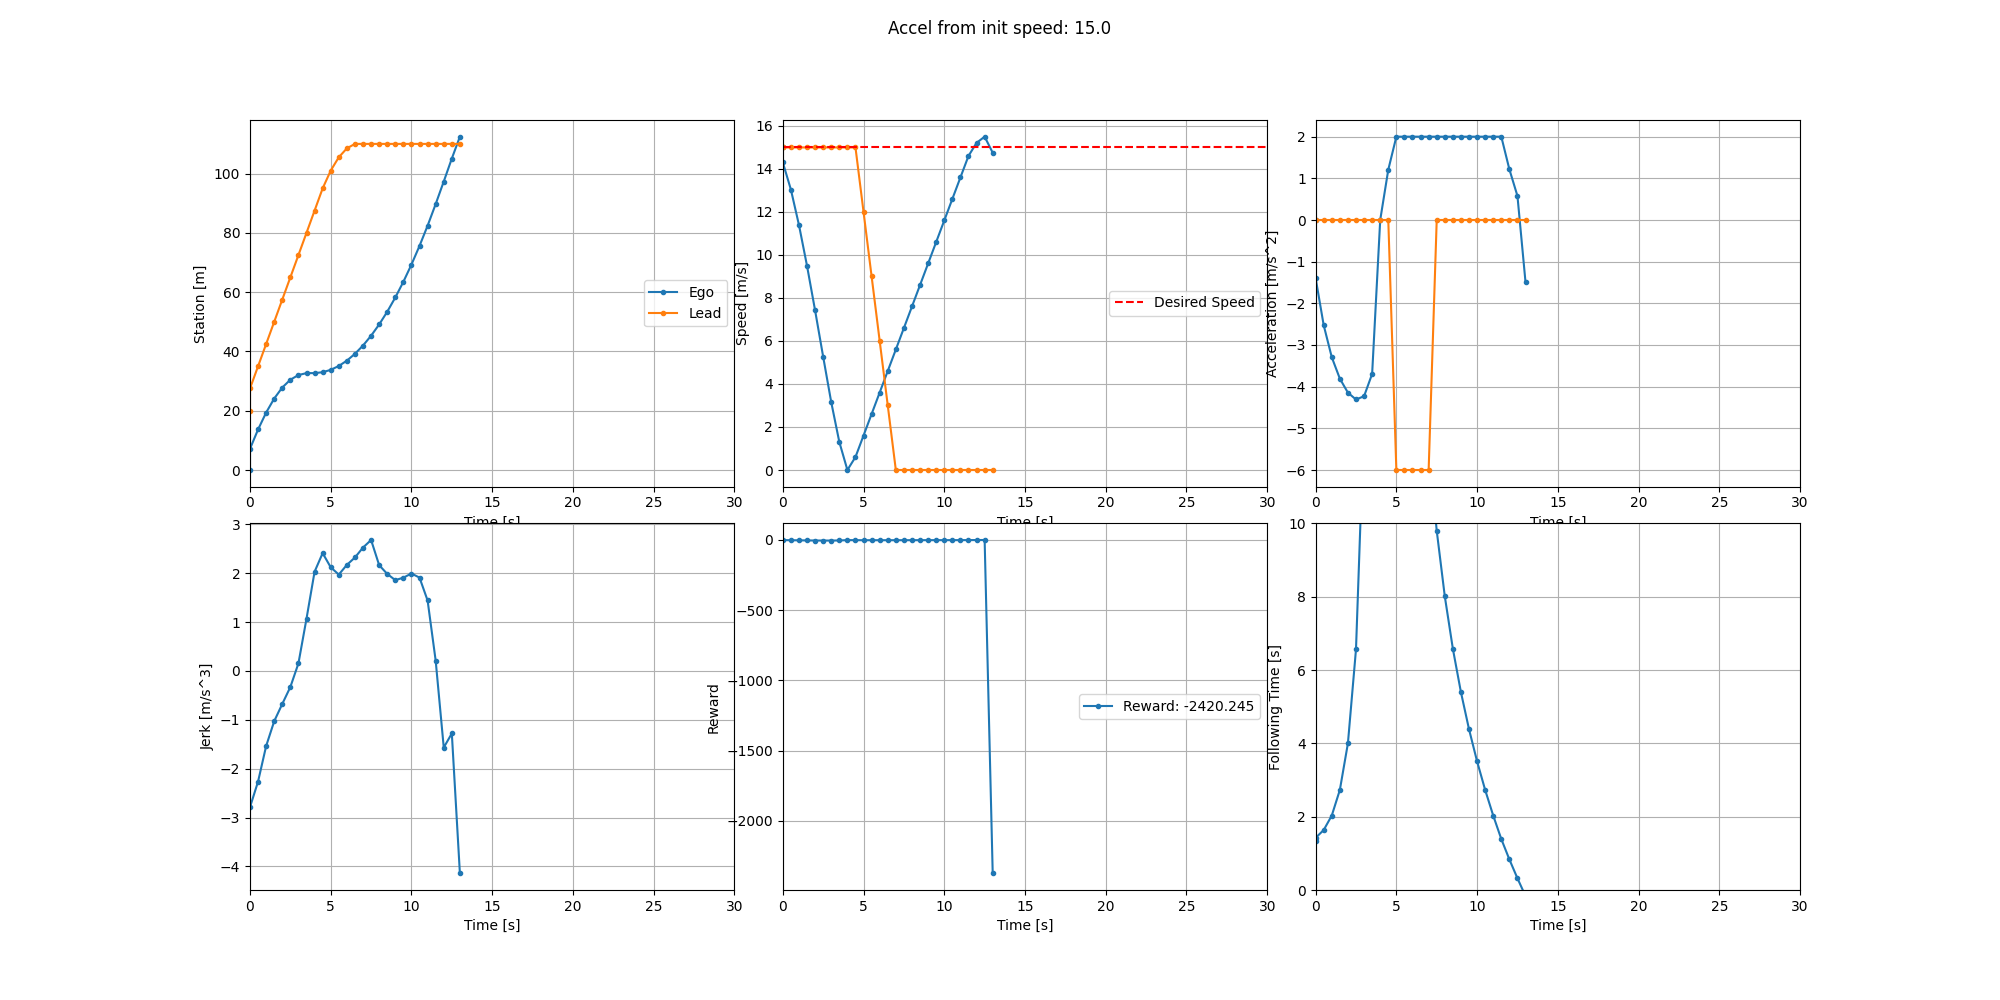 Accel from init speed: 15.0
Station [m]
100
80
60
40
20
0
0 5 10 15 20 25 30
Time [s]
Ego
Lead
Speed [m/s]
16
14
12
10
8
6
4
2
0
0 5 10 15 20 25 30
Time [s]
Desired Speed
Acceleration [m/s^2]
2
1
0
−1
−2
−3
−4
−5
−6
0 5 10 15 20 25 30
Time [s]
Jerk [m/s^3]
3
2
1
0
−1
−2
−3
−4
0 5 10 15 20 25 30
Time [s]
Reward
0
−500
−1000
−1500
−2000
0 5 10 15 20 25 30
Time [s]
Reward: -2420.245
Following Time [s]
10
8
6
4
2
0
0 5 10 15 20 25 30
Time [s]